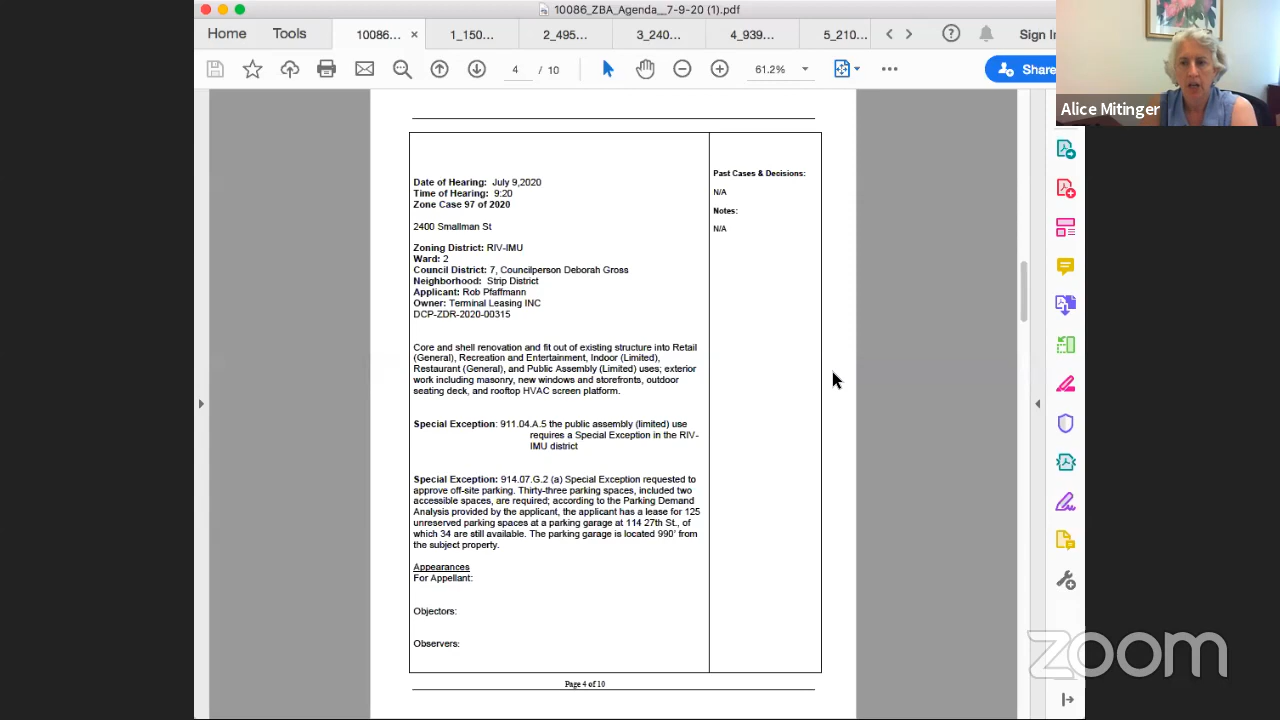 10086_ZBA_Agenda__7-9-20 (1).pdf
Home Tools 10086... × 1_150... 2_495... 3_240... 4_939... 5_210... Sign In
4 / 10 61.2% Share
Alice Mitinger
Date of Hearing: July 9,2020
Time of Hearing: 9:20
Zone Case 97 of 2020
2400 Smallman St
Zoning District: RIV-IMU
Ward: 2
Council District: 7, Councilperson Deborah Gross
Neighborhood: Strip District
Applicant: Rob Pfaffmann
Owner: Terminal Leasing INC
DCP-ZDR-2020-00315
Core and shell renovation and fit out of existing structure into Retail
(General), Recreation and Entertainment, Indoor (Limited),
Restaurant (General), and Public Assembly (Limited) uses; exterior
work including masonry, new windows and storefronts, outdoor
seating deck, and rooftop HVAC screen platform.
Special Exception: 911.04.A.5 the public assembly (limited) use
requires a Special Exception in the RIV-
IMU district
Special Exception: 914.07.G.2 (a) Special Exception requested to
approve off-site parking. Thirty-three parking spaces, included two
accessible spaces, are required; according to the Parking Demand
Analysis provided by the applicant, the applicant has a lease for 125
unreserved parking spaces at a parking garage at 114 27th St., of
which 34 are still available. The parking garage is located 990' from
the subject property.
Appearances
For Appellant:
Objectors:
Observers:
Past Cases & Decisions:
N/A
Notes:
N/A
Page 4 of 10
zoom